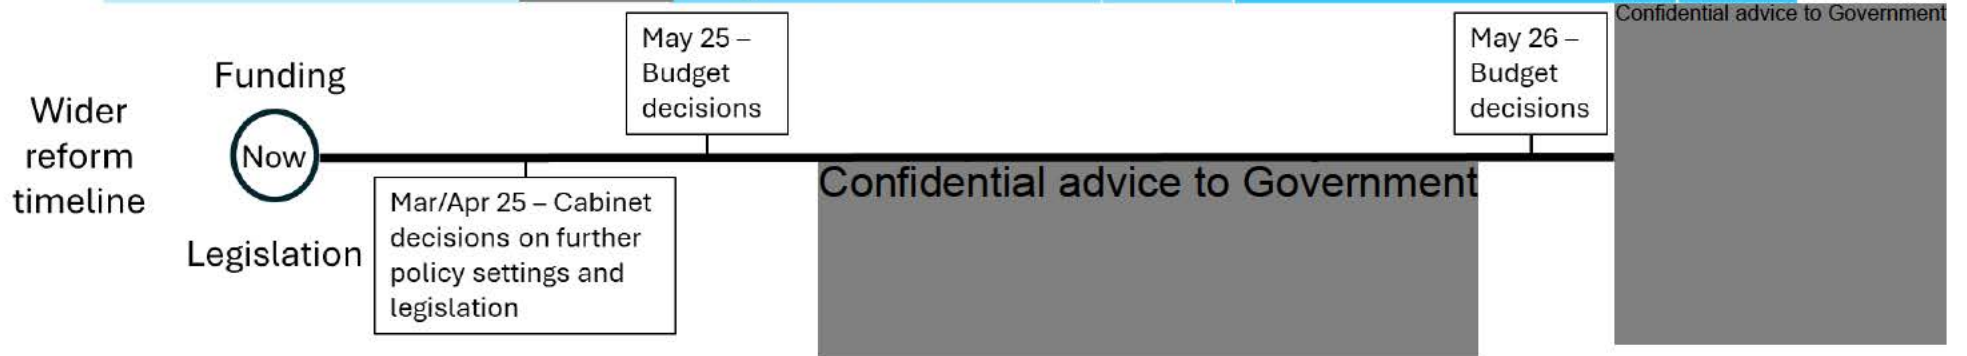 Wider
reform
timeline
Funding
Now
Legislation
Mar/Apr 25 – Cabinet
decisions on further
policy settings and
legislation
May 25 –
Budget
decisions
Confidential advice to Government
May 26 –
Budget
decisions
Confidential advice to Government